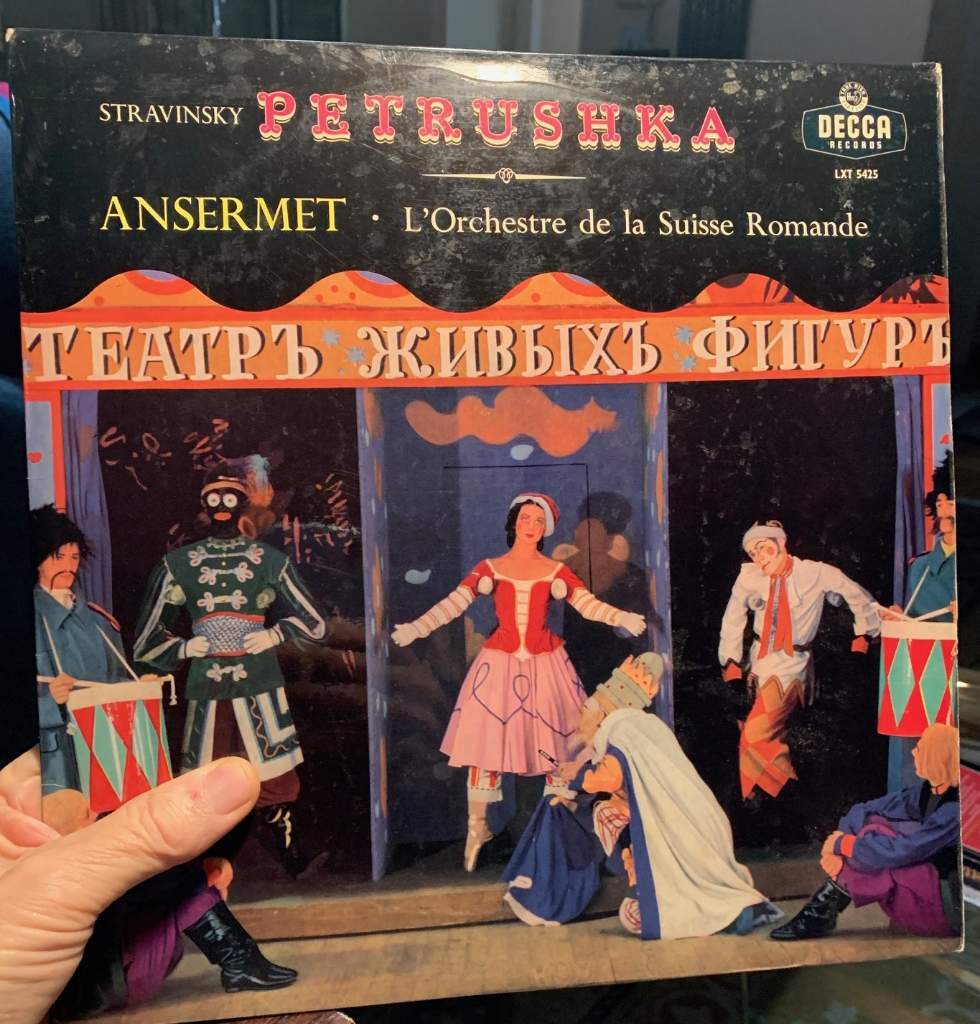 STRAVINSKY PETRUSHKA
DECCA
RECORDS
LXT 5425
ANSERMET · L'Orchestre de la Suisse Romande
ТЕАТРЪ ЖИВЫХЪ ФИГУРЪ